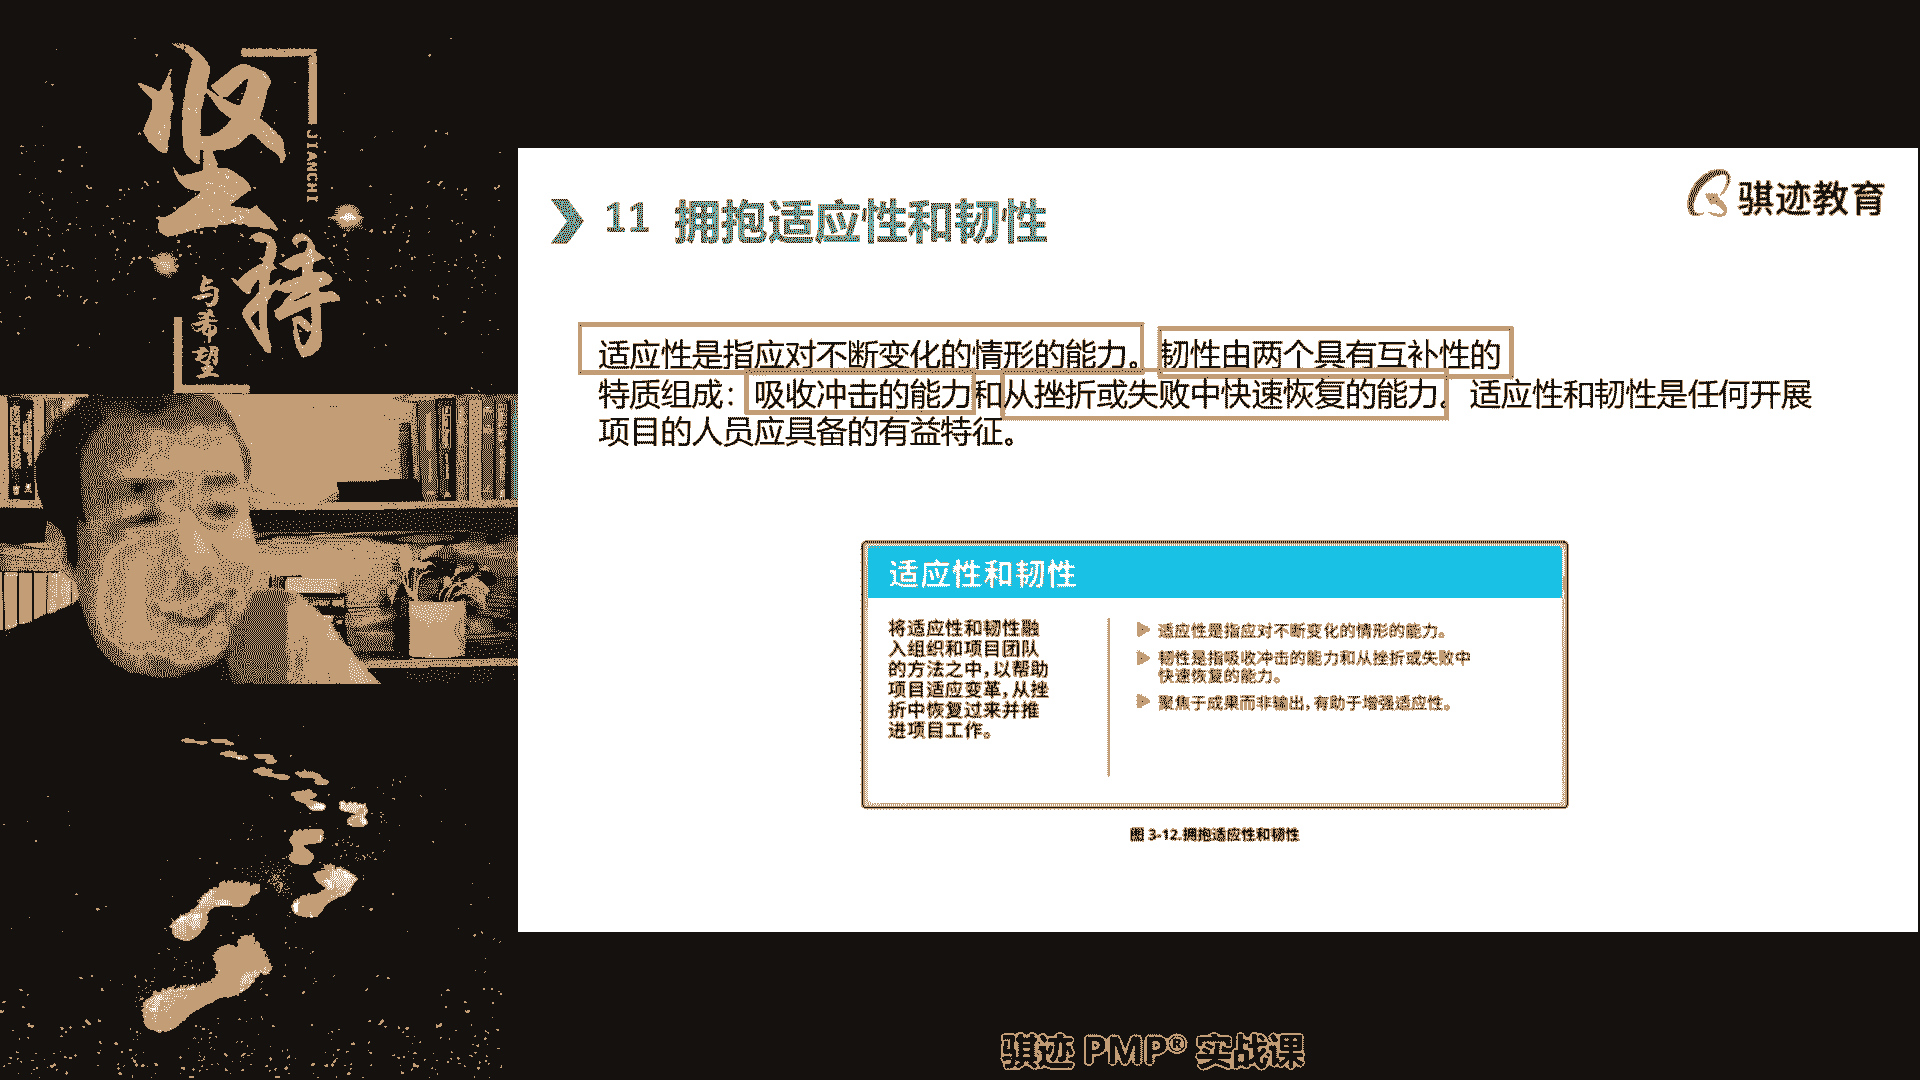 坚持
JIANCHI
与希望
骐迹教育
11 拥抱适应性和韧性
适应性是指应对不断变化的情形的能力。韧性由两个具有互补性的
特质组成：吸收冲击的能力和从挫折或失败中快速恢复的能力。适应性和韧性是任何开展
项目的人员应具备的有益特征。
适应性和韧性
将适应性和韧性融
入组织和项目团队
的方法之中，以帮助
项目适应变革，从挫
折中恢复过来并推
进项目工作。
适应性是指应对不断变化的情形的能力。
韧性是指吸收冲击的能力和从挫折或失败中
快速恢复的能力。
聚焦于成果而非输出，有助于增强适应性。
图 3-12.拥抱适应性和韧性
骐迹 PMP® 实战课